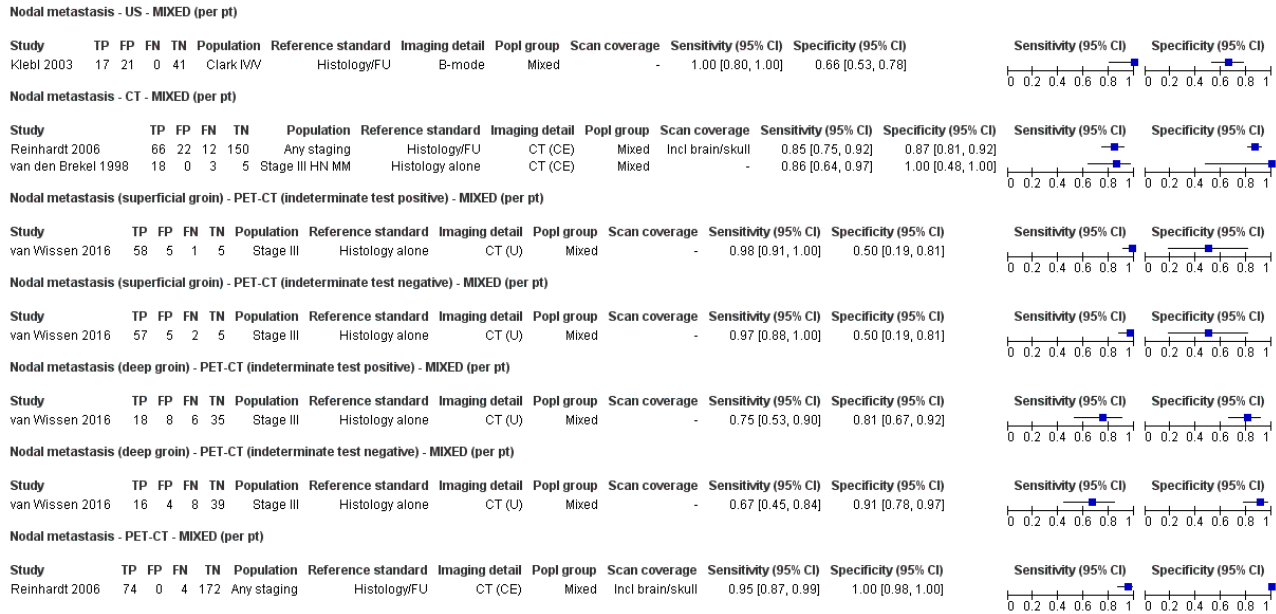 Nodal metastasis - US - MIXED (per pt)
Study TP FP FN TN Population Reference standard Imaging detail Popl group Scan coverage Sensitivity (95% CI) Specificity (95% CI) Sensitivity (95% CI) Specificity (95% CI)
Klebl 2003 17 21 0 41 Clark IV/V Histology/FU B-mode Mixed - 1.00 [0.80, 1.00] 0.66 [0.53, 0.78]
0 0.2 0.4 0.6 0.8 1 0 0.2 0.4 0.6 0.8 1
Nodal metastasis - CT - MIXED (per pt)
Study TP FP FN TN Population Reference standard Imaging detail Popl group Scan coverage Sensitivity (95% CI) Specificity (95% CI) Sensitivity (95% CI) Specificity (95% CI)
Reinhardt 2006 66 22 12 150 Any staging Histology/FU CT (CE) Mixed Incl brain/skull 0.85 [0.75, 0.92] 0.87 [0.81, 0.92]
van den Brekel 1998 18 0 3 5 Stage III HN MM Histology alone CT (CE) Mixed - 0.86 [0.64, 0.97] 1.00 [0.48, 1.00]
0 0.2 0.4 0.6 0.8 1 0 0.2 0.4 0.6 0.8 1
Nodal metastasis (superficial groin) - PET-CT (indeterminate test positive) - MIXED (per pt)
Study TP FP FN TN Population Reference standard Imaging detail Popl group Scan coverage Sensitivity (95% CI) Specificity (95% CI) Sensitivity (95% CI) Specificity (95% CI)
van Wissen 2016 58 5 1 5 Stage III Histology alone CT (U) Mixed - 0.98 [0.91, 1.00] 0.50 [0.19, 0.81]
0 0.2 0.4 0.6 0.8 1 0 0.2 0.4 0.6 0.8 1
Nodal metastasis (superficial groin) - PET-CT (indeterminate test negative) - MIXED (per pt)
Study TP FP FN TN Population Reference standard Imaging detail Popl group Scan coverage Sensitivity (95% CI) Specificity (95% CI) Sensitivity (95% CI) Specificity (95% CI)
van Wissen 2016 57 5 2 5 Stage III Histology alone CT (U) Mixed - 0.97 [0.88, 1.00] 0.50 [0.19, 0.81]
0 0.2 0.4 0.6 0.8 1 0 0.2 0.4 0.6 0.8 1
Nodal metastasis (deep groin) - PET-CT (indeterminate test positive) - MIXED (per pt)
Study TP FP FN TN Population Reference standard Imaging detail Popl group Scan coverage Sensitivity (95% CI) Specificity (95% CI) Sensitivity (95% CI) Specificity (95% CI)
van Wissen 2016 18 8 6 35 Stage III Histology alone CT (U) Mixed - 0.75 [0.53, 0.90] 0.81 [0.67, 0.92]
0 0.2 0.4 0.6 0.8 1 0 0.2 0.4 0.6 0.8 1
Nodal metastasis (deep groin) - PET-CT (indeterminate test negative) - MIXED (per pt)
Study TP FP FN TN Population Reference standard Imaging detail Popl group Scan coverage Sensitivity (95% CI) Specificity (95% CI) Sensitivity (95% CI) Specificity (95% CI)
van Wissen 2016 16 4 8 39 Stage III Histology alone CT (U) Mixed - 0.67 [0.45, 0.84] 0.91 [0.78, 0.97]
0 0.2 0.4 0.6 0.8 1 0 0.2 0.4 0.6 0.8 1
Nodal metastasis - PET-CT - MIXED (per pt)
Study TP FP FN TN Population Reference standard Imaging detail Popl group Scan coverage Sensitivity (95% CI) Specificity (95% CI) Sensitivity (95% CI) Specificity (95% CI)
Reinhardt 2006 74 0 4 172 Any staging Histology/FU CT (CE) Mixed Incl brain/skull 0.95 [0.87, 0.99] 1.00 [0.98, 1.00]
0 0.2 0.4 0.6 0.8 1 0 0.2 0.4 0.6 0.8 1